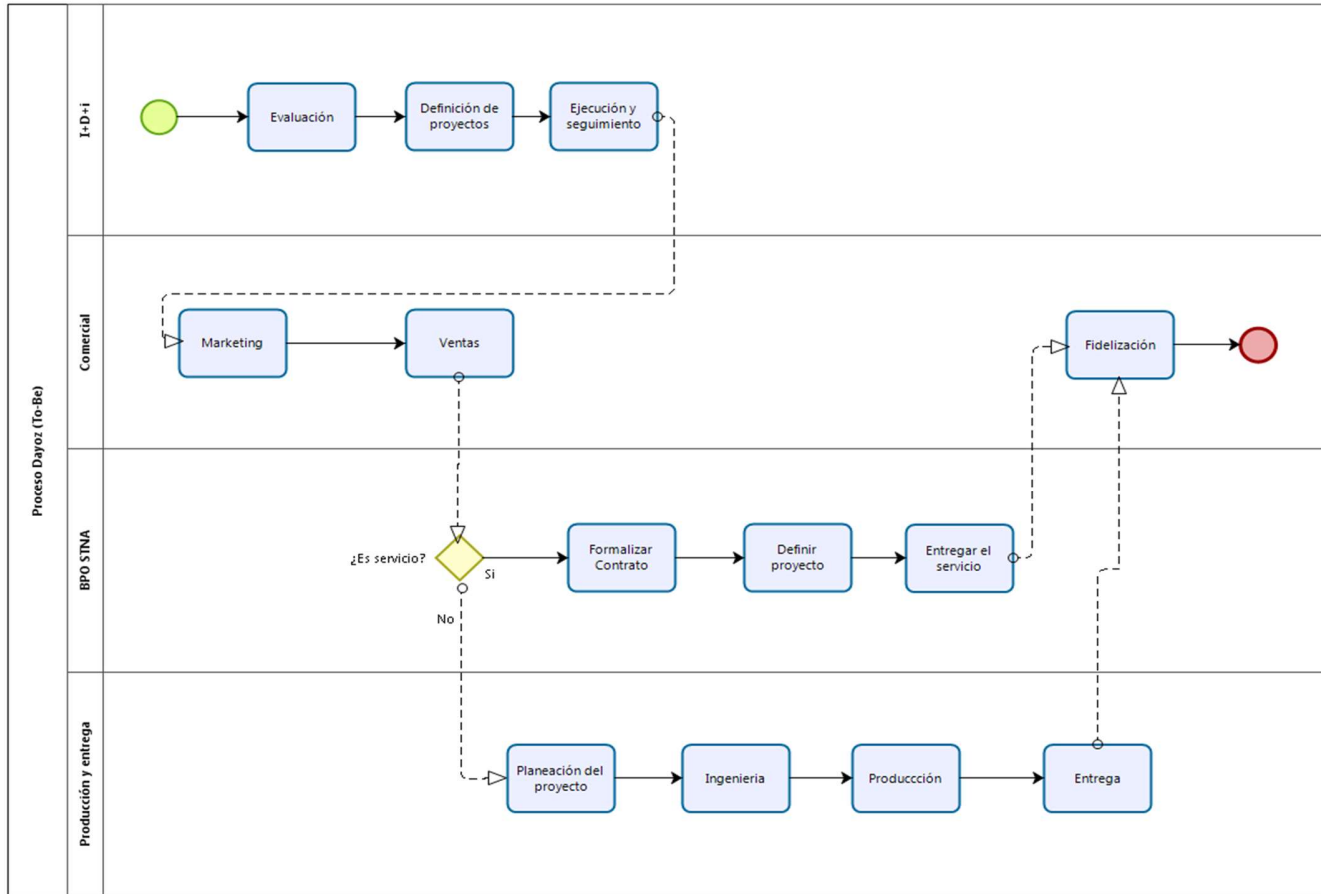 Proceso Dayoz (To-Be)
I+D+i
Evaluación
Definición de
proyectos
Ejecución y
seguimiento
Comercial
Marketing
Ventas
Fidelización
BPO STNA
¿Es servicio?
Si
No
Formalizar
Contrato
Definir
proyecto
Entregar el
servicio
Producción y entrega
Planeación del
proyecto
Ingenieria
Produccción
Entrega